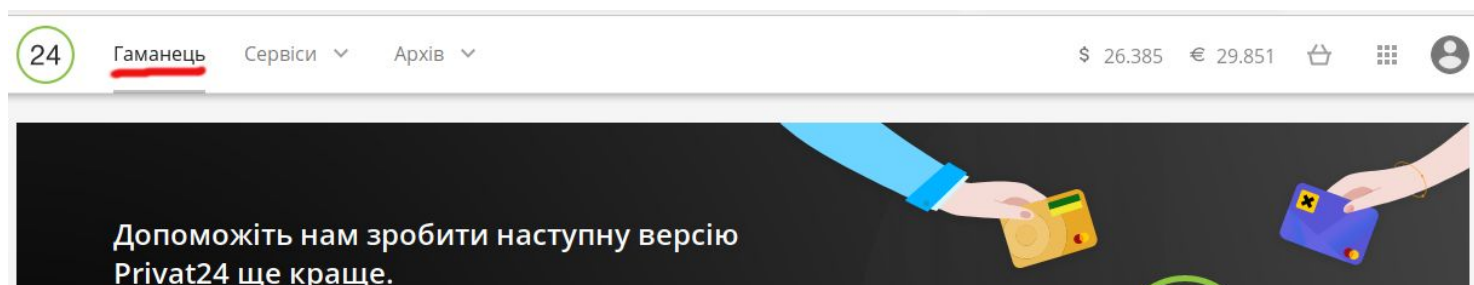 24 Гаманець Сервіси Архів $ 26.385 € 29.851
Допоможіть нам зробити наступну версію
Privat24 ще краще.